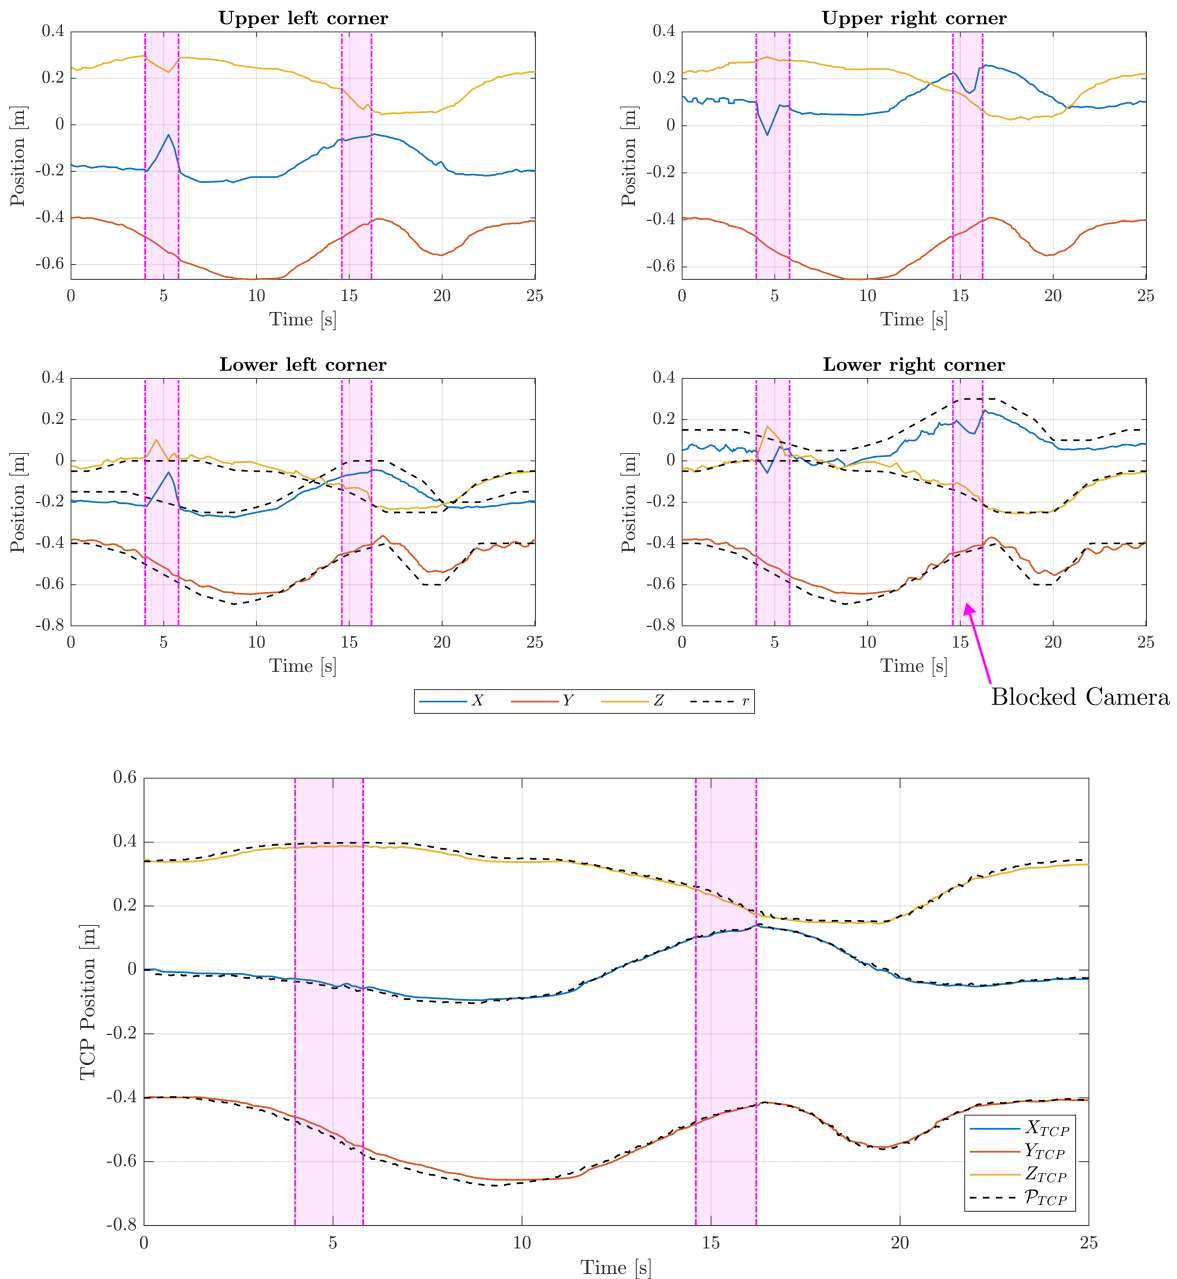 Upper left corner
0.4
0.2
0
-0.2
-0.4
-0.6
0 5 10 15 20 25
Position [m]
Time [s]
Upper right corner
0.4
0.2
0
-0.2
-0.4
-0.6
0 5 10 15 20 25
Position [m]
Time [s]
Lower left corner
0.4
0.2
0
-0.2
-0.4
-0.6
-0.8
0 5 10 15 20 25
Position [m]
Time [s]
Lower right corner
0.4
0.2
0
-0.2
-0.4
-0.6
-0.8
0 5 10 15 20 25
Position [m]
Time [s]
X Y Z r
Blocked Camera
0.6
0.4
0.2
0
-0.2
-0.4
-0.6
-0.8
0 5 10 15 20 25
TCP Position [m]
Time [s]
X_TCP
Y_TCP
Z_TCP
𝒫_TCP